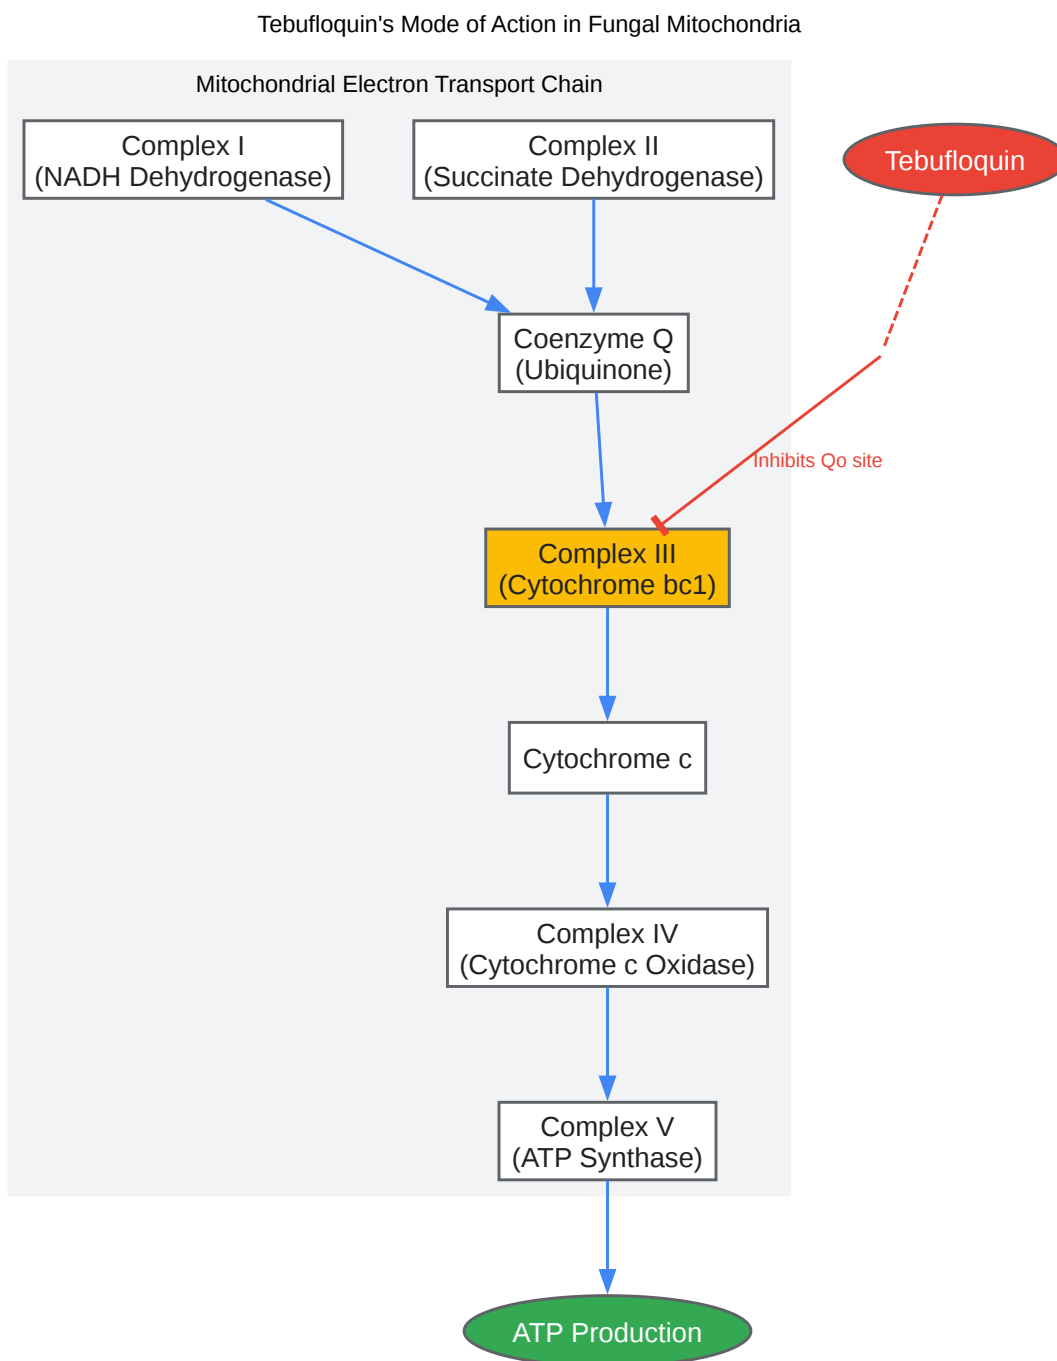 Tebufloquin's Mode of Action in Fungal Mitochondria
Mitochondrial Electron Transport Chain
Complex I
(NADH Dehydrogenase)
Complex II
(Succinate Dehydrogenase)
Tebufloquin
Coenzyme Q
(Ubiquinone)
Inhibits Qo site
Complex III
(Cytochrome bc1)
Cytochrome c
Complex IV
(Cytochrome c Oxidase)
Complex V
(ATP Synthase)
ATP Production